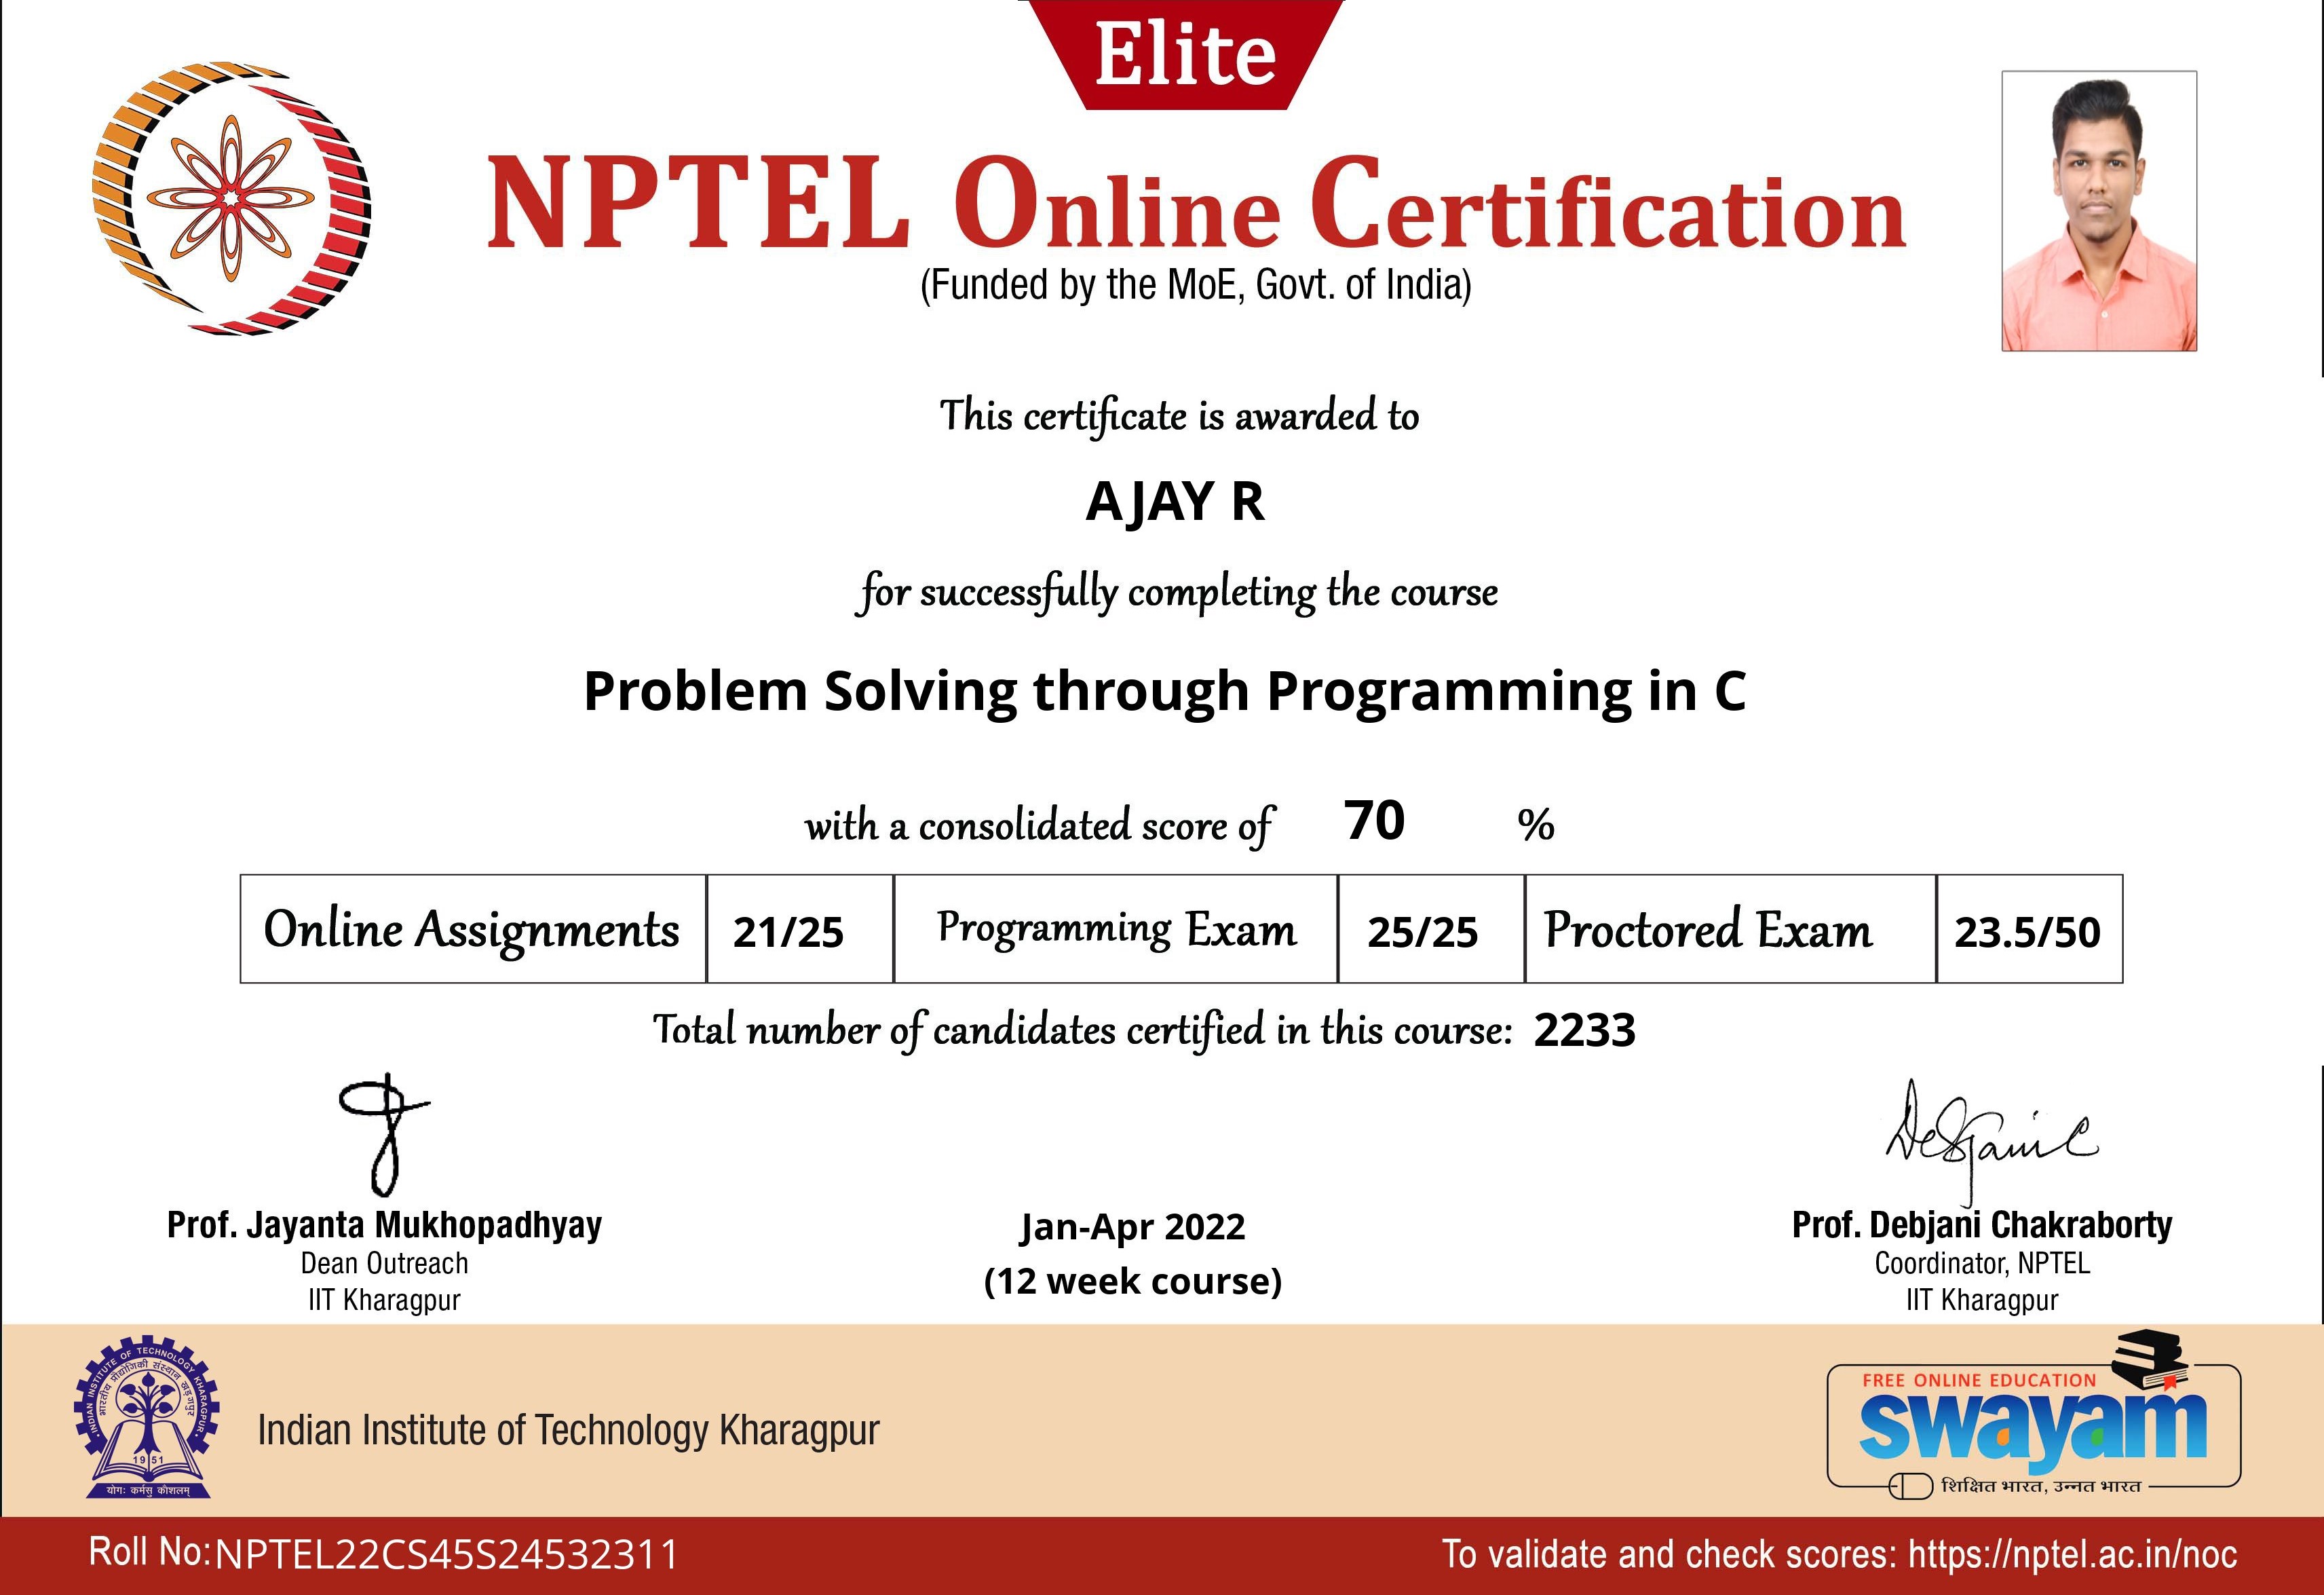 Elite
NPTEL Online Certification
(Funded by the MoE, Govt. of India)
This certificate is awarded to
AJAY R
for successfully completing the course
Problem Solving through Programming in C
with a consolidated score of 70 %
Online Assignments 21/25 Programming Exam 25/25 Proctored Exam 23.5/50
Total number of candidates certified in this course: 2233
Debjani C
Prof. Jayanta Mukhopadhyay
Dean Outreach
IIT Kharagpur
Jan-Apr 2022
(12 week course)
Prof. Debjani Chakraborty
Coordinator, NPTEL
IIT Kharagpur
INDIAN INSTITUTE OF TECHNOLOGY KHARAGPUR
भारतीय प्रौद्योगिकी संस्थान खड़गपुर
1951
योगः कर्मसु कौशलम्
Indian Institute of Technology Kharagpur
FREE ONLINE EDUCATION
swayam
शिक्षित भारत, उन्नत भारत
Roll No:NPTEL22CS45S24532311
To validate and check scores: https://nptel.ac.in/noc